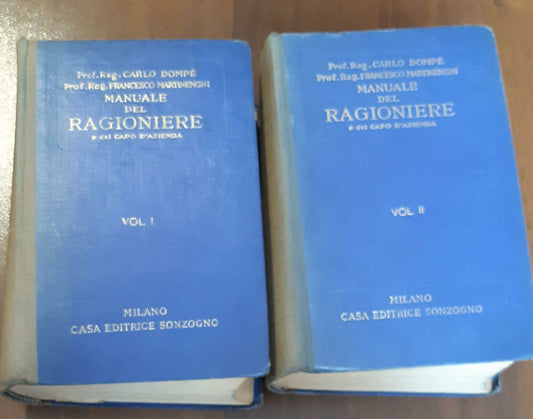 Prof. Rag. CARLO DOMPÉ
Prof. Rag. FRANCESCO MARTINENGHI
MANUALE
DEL
RAGIONIERE
e del CAPO D'AZIENDA
VOL. I
MILANO
CASA EDITRICE SONZOGNO
Prof. Rag. CARLO DOMPÉ
Prof. Rag. FRANCESCO MARTINENGHI
MANUALE
DEL
RAGIONIERE
e del CAPO D'AZIENDA
VOL. II
MILANO
CASA EDITRICE SONZOGNO